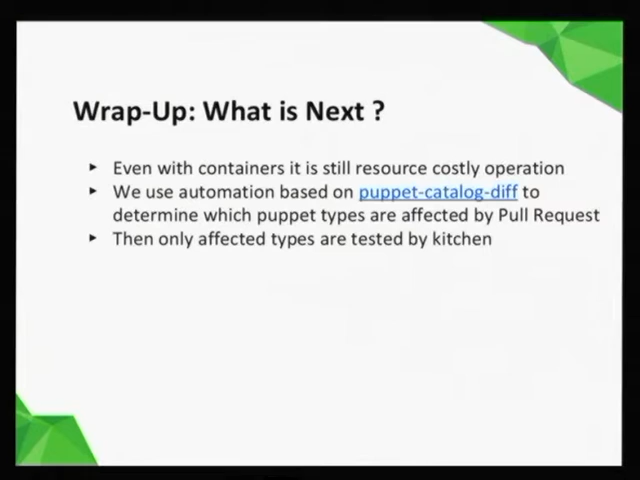 Wrap-Up: What is Next ?
‣ Even with containers it is still resource costly operation
‣ We use automation based on puppet-catalog-diff to
determine which puppet types are affected by Pull Request
‣ Then only affected types are tested by kitchen